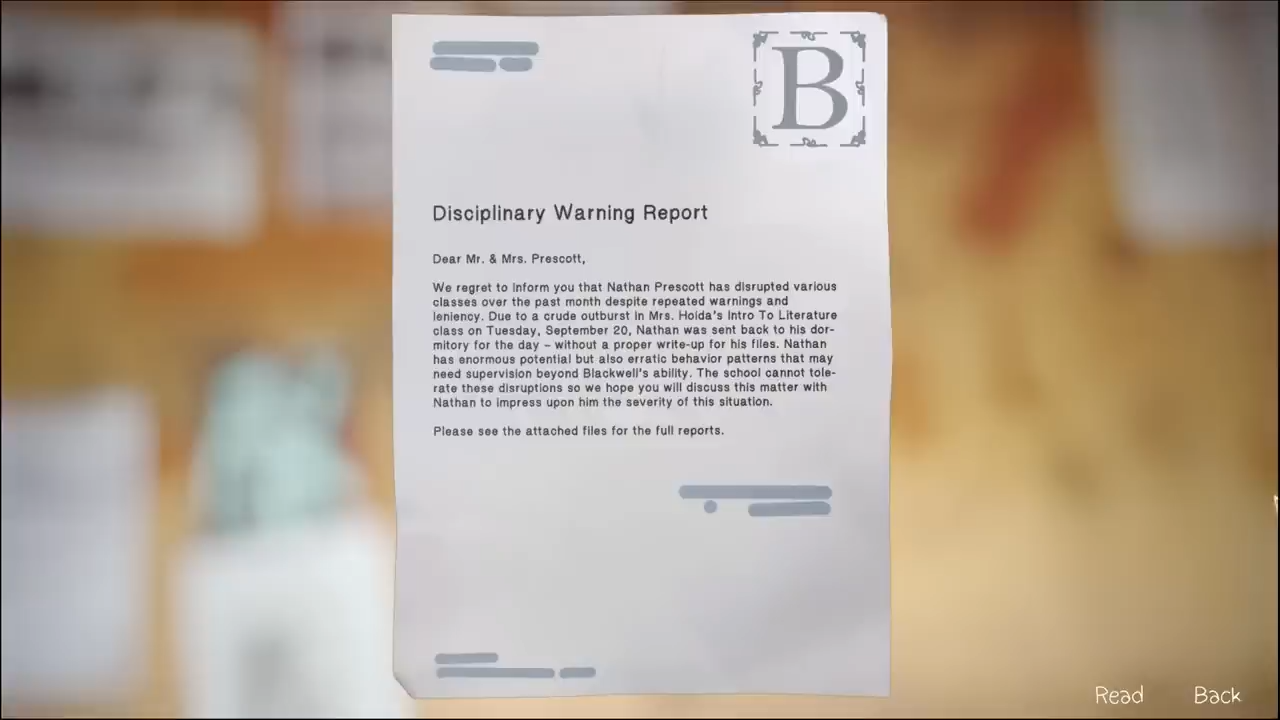 B
Disciplinary Warning Report
Dear Mr. & Mrs. Prescott,
We regret to inform you that Nathan Prescott has disrupted various
classes over the past month despite repeated warnings and
leniency. Due to a crude outburst in Mrs. Hoida's Intro To Literature
class on Tuesday, September 20, Nathan was sent back to his dor-
mitory for the day – without a proper write-up for his files. Nathan
has enormous potential but also erratic behavior patterns that may
need supervision beyond Blackwell's ability. The school cannot tole-
rate these disruptions so we hope you will discuss this matter with
Nathan to impress upon him the severity of this situation.
Please see the attached files for the full reports.
Read Back